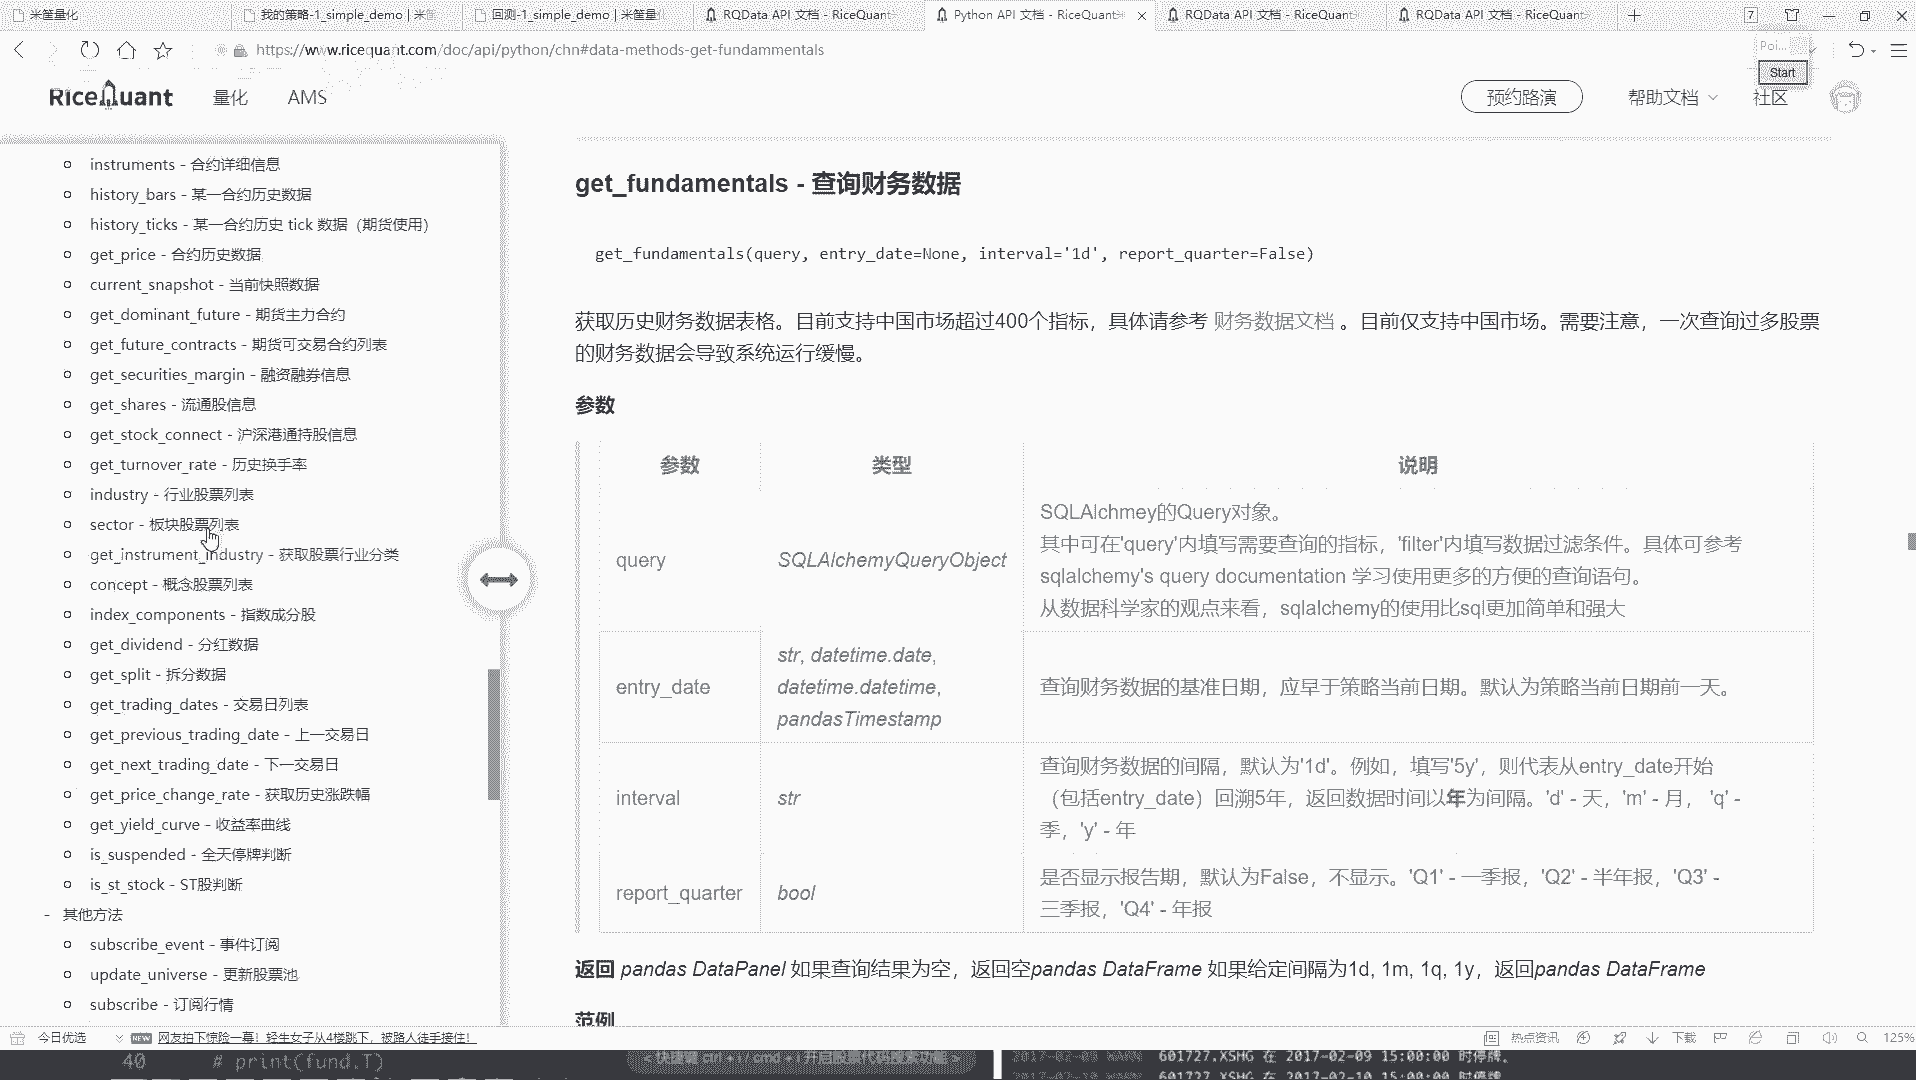 米筐量化
我的策略-1_simple_demo | 米筐
回测-1_simple_demo | 米筐量化
RQData API 文档 - RiceQuant
Python API 文档 - RiceQuant
RQData API 文档 - RiceQuant
RQData API 文档 - RiceQuant
7
https://www.ricequant.com/doc/api/python/chn#data-methods-get-fundammentals
Poi...
Start
RiceQuant
量化
AMS
预约路演
帮助文档
社区
instruments - 合约详细信息
history_bars - 某一合约历史数据
history_ticks - 某一合约历史 tick 数据（期货使用）
get_price - 合约历史数据
current_snapshot - 当前快照数据
get_dominant_future - 期货主力合约
get_future_contracts - 期货可交易合约列表
get_securities_margin - 融资融券信息
get_shares - 流通股信息
get_stock_connect - 沪深港通持股信息
get_turnover_rate - 历史换手率
industry - 行业股票列表
sector - 板块股票列表
get_instrument_industry - 获取股票行业分类
concept - 概念股票列表
index_components - 指数成分股
get_dividend - 分红数据
get_split - 拆分数据
get_trading_dates - 交易日列表
get_previous_trading_date - 上一交易日
get_next_trading_date - 下一交易日
get_price_change_rate - 获取历史涨跌幅
get_yield_curve - 收益率曲线
is_suspended - 全天停牌判断
is_st_stock - ST股判断
- 其他方法
subscribe_event - 事件订阅
update_universe - 更新股票池
subscribe - 订阅行情
get_fundamentals - 查询财务数据
get_fundamentals(query, entry_date=None, interval='1d', report_quarter=False)
获取历史财务数据表格。目前支持中国市场超过400个指标，具体请参考 财务数据文档 。目前仅支持中国市场。需要注意，一次查询过多股票
的财务数据会导致系统运行缓慢。
参数
参数 类型 说明
query SQLAlchemyQueryObject
SQLAlchmey的Query对象。
其中可在'query'内填写需要查询的指标，'filter'内填写数据过滤条件。具体可参考
sqlalchemy's query documentation 学习使用更多的方便的查询语句。
从数据科学家的观点来看，sqlalchemy的使用比sql更加简单和强大
entry_date
str, datetime.date,
datetime.datetime,
pandasTimestamp
查询财务数据的基准日期，应早于策略当前日期。默认为策略当前日期前一天。
interval str
查询财务数据的间隔，默认为'1d'。例如，填写'5y'，则代表从entry_date开始
（包括entry_date）回溯5年，返回数据时间以年为间隔。'd' - 天，'m' - 月， 'q' -
季，'y' - 年
report_quarter bool
是否显示报告期，默认为False，不显示。'Q1' - 一季报，'Q2' - 半年报，'Q3' -
三季报，'Q4' - 年报
返回 pandas DataPanel 如果查询结果为空，返回空pandas DataFrame 如果给定间隔为1d, 1m, 1q, 1y，返回pandas DataFrame
范例
今日优选
NEW
网友拍下惊险一幕！轻生女子从4楼跳下，被路人徒手接住！
热点资讯
下载
125%
40 # print(fund.T)
< 快捷键 ctrl + i / cmd + i 开启股票代码搜索功能 >
2017-02-09 WARN 601727.XSHG 在 2017-02-09 15:00:00 时停牌。
2017-02-10 WARN 601727.XSHG 在 2017-02-10 15:00:00 时停牌。